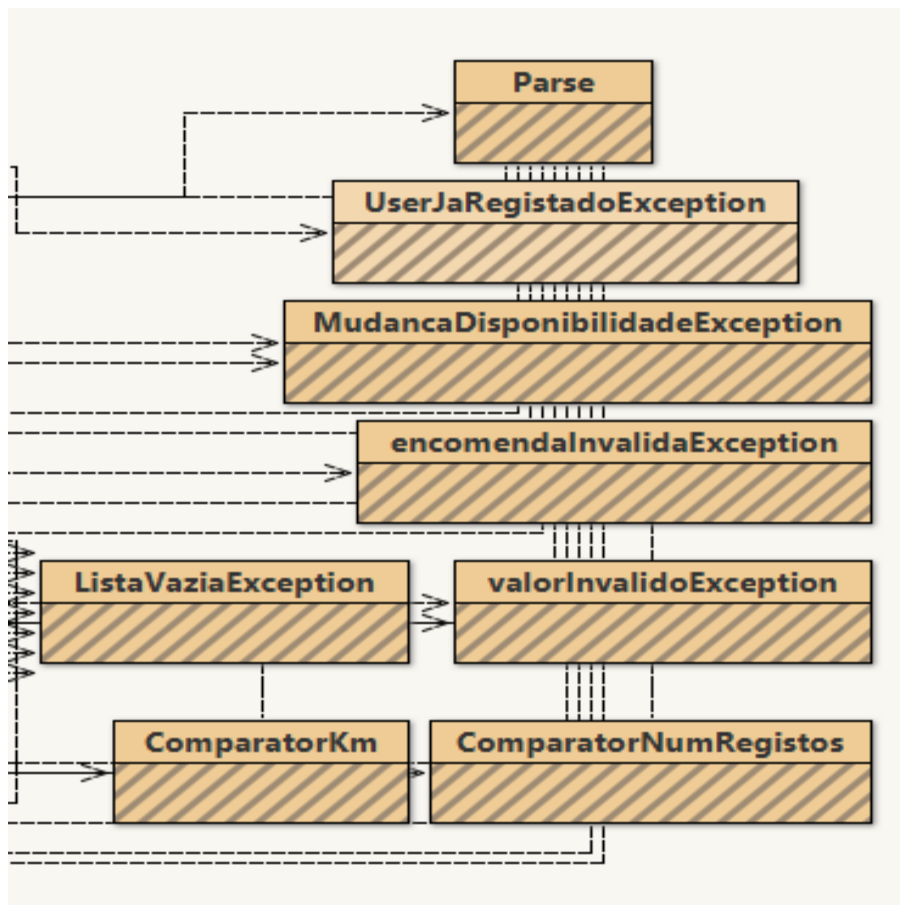 Parse
UserJaRegistadoException
MudancaDisponibilidadeException
encomendaInvalidaException
ListaVaziaException
valorInvalidoException
ComparatorKm
ComparatorNumRegistos